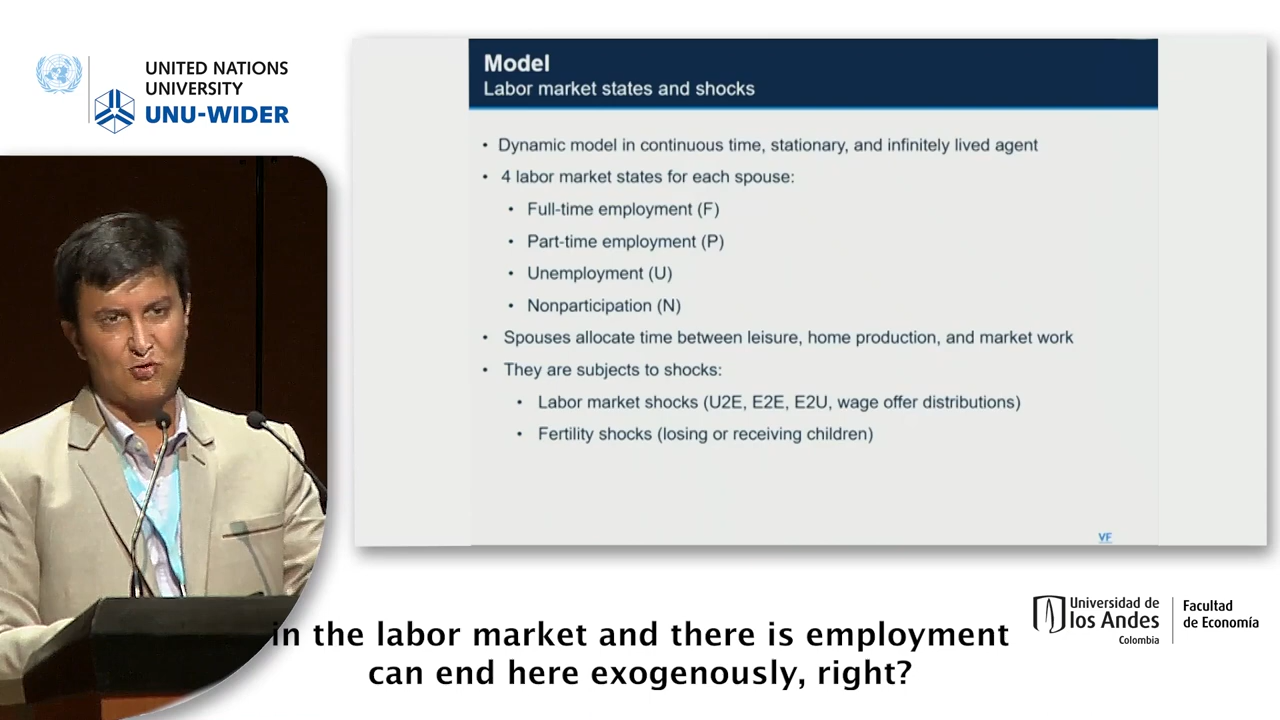 UNITED NATIONS
UNIVERSITY
UNU-WIDER
Model
Labor market states and shocks
• Dynamic model in continuous time, stationary, and infinitely lived agent
• 4 labor market states for each spouse:
• Full-time employment (F)
• Part-time employment (P)
• Unemployment (U)
• Nonparticipation (N)
• Spouses allocate time between leisure, home production, and market work
• They are subjects to shocks:
• Labor market shocks (U2E, E2E, E2U, wage offer distributions)
• Fertility shocks (losing or receiving children)
VF
Universidad de
los Andes
Colombia
Facultad
de Economía
in the labor market and there is employment
can end here exogenously, right?